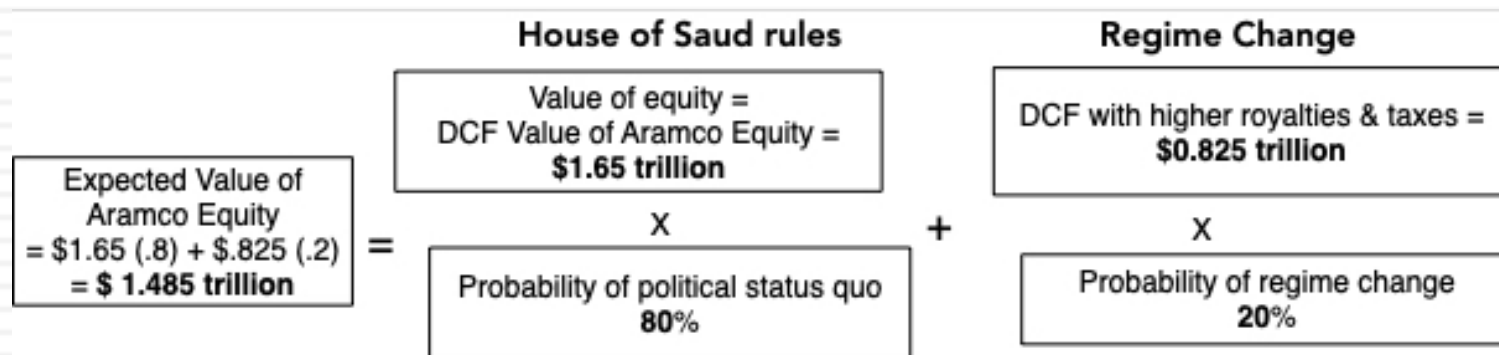 House of Saud rules
Regime Change
Value of equity =
DCF Value of Aramco Equity =
$1.65 trillion
DCF with higher royalties & taxes =
$0.825 trillion
Expected Value of
Aramco Equity
= $1.65 (.8) + $.825 (.2)
= $ 1.485 trillion
=
X
+
X
Probability of political status quo
80%
Probability of regime change
20%